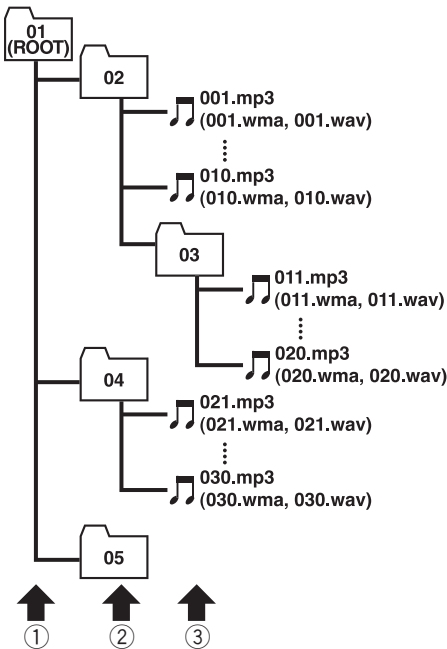 01
(ROOT)
02
001.mp3
(001.wma, 001.wav)
010.mp3
(010.wma, 010.wav)
03
011.mp3
(011.wma, 011.wav)
020.mp3
(020.wma, 020.wav)
04
021.mp3
(021.wma, 021.wav)
030.mp3
(030.wma, 030.wav)
05
① ② ③